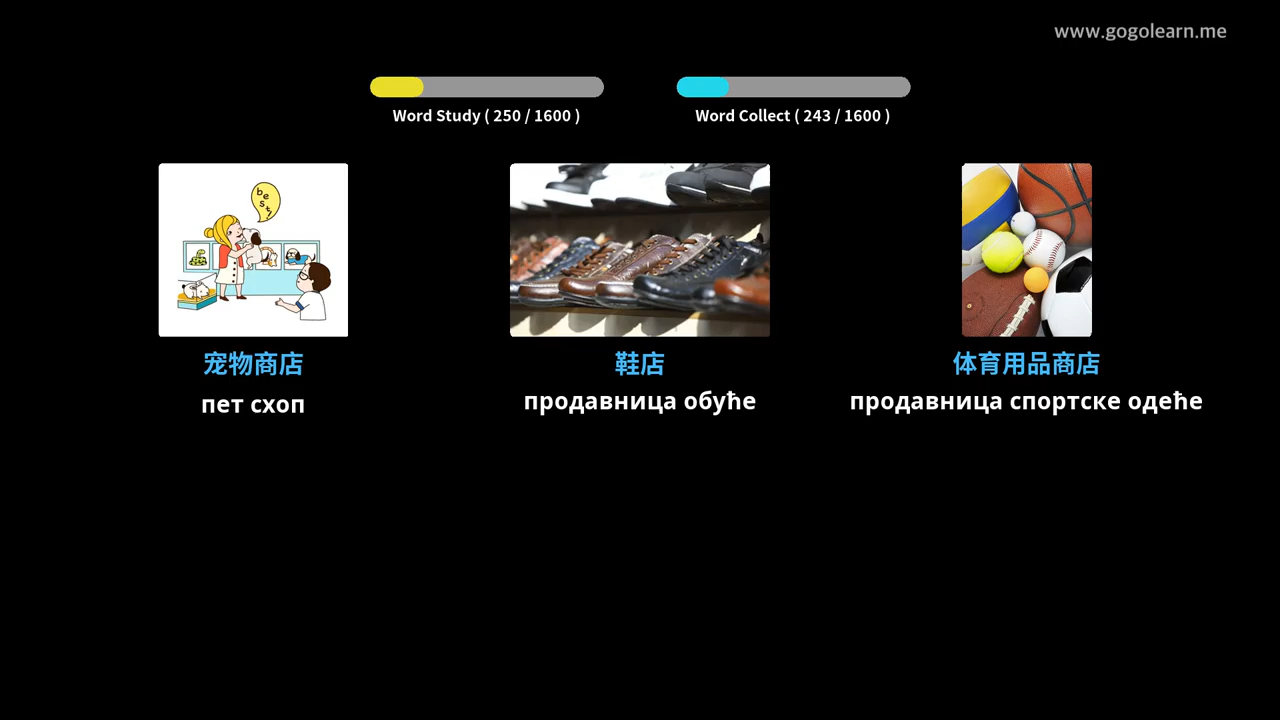 www.gogolearn.me
Word Study ( 250 / 1600 )
Word Collect ( 243 / 1600 )
best
宠物商店
鞋店
体育用品商店
пет схоп
продавница обуће
продавница спортске одеће